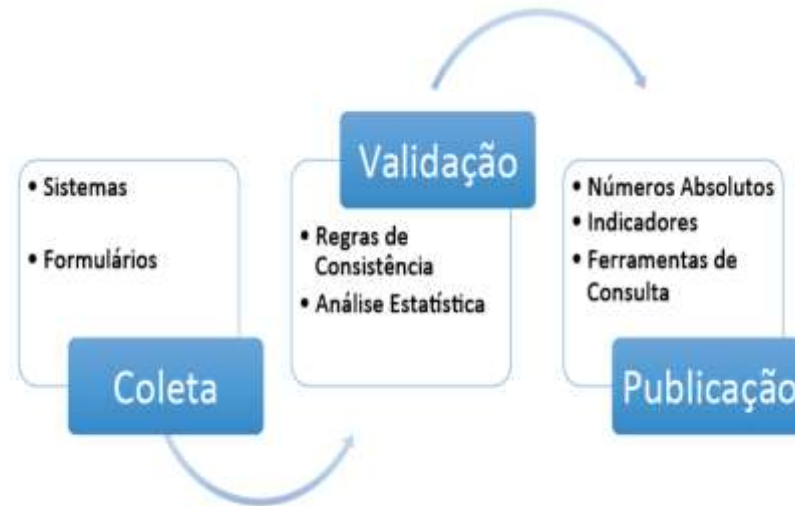 • Sistemas
• Formulários
Coleta
Validação
• Regras de
Consistência
• Análise Estatística
• Números Absolutos
• Indicadores
• Ferramentas de
Consulta
Publicação